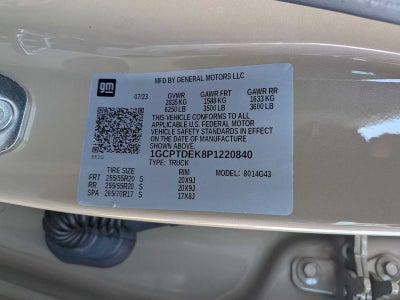 gm
MFD BY GENERAL MOTORS LLC
07/23 GVWR GAWR FRT GAWR RR
2835 KG 1588 KG 1633 KG
6250 LB 3500 LB 3600 LB
THIS VEHICLE CONFORMS TO ALL
APPLICABLE U.S. FEDERAL MOTOR
VEHICLE SAFETY STANDARDS IN EFFECT
ON THE DATE OF MANUFACTURE
SHOWN ABOVE.
1GCPTDEK8P1220840
TYPE: TRUCK MODEL: 8014G43
TIRE SIZE RIM
FRT 255/55R20 S 20X9J
RR 255/55R20 S 20X9J
SPA 265/70R17 S 17X8J